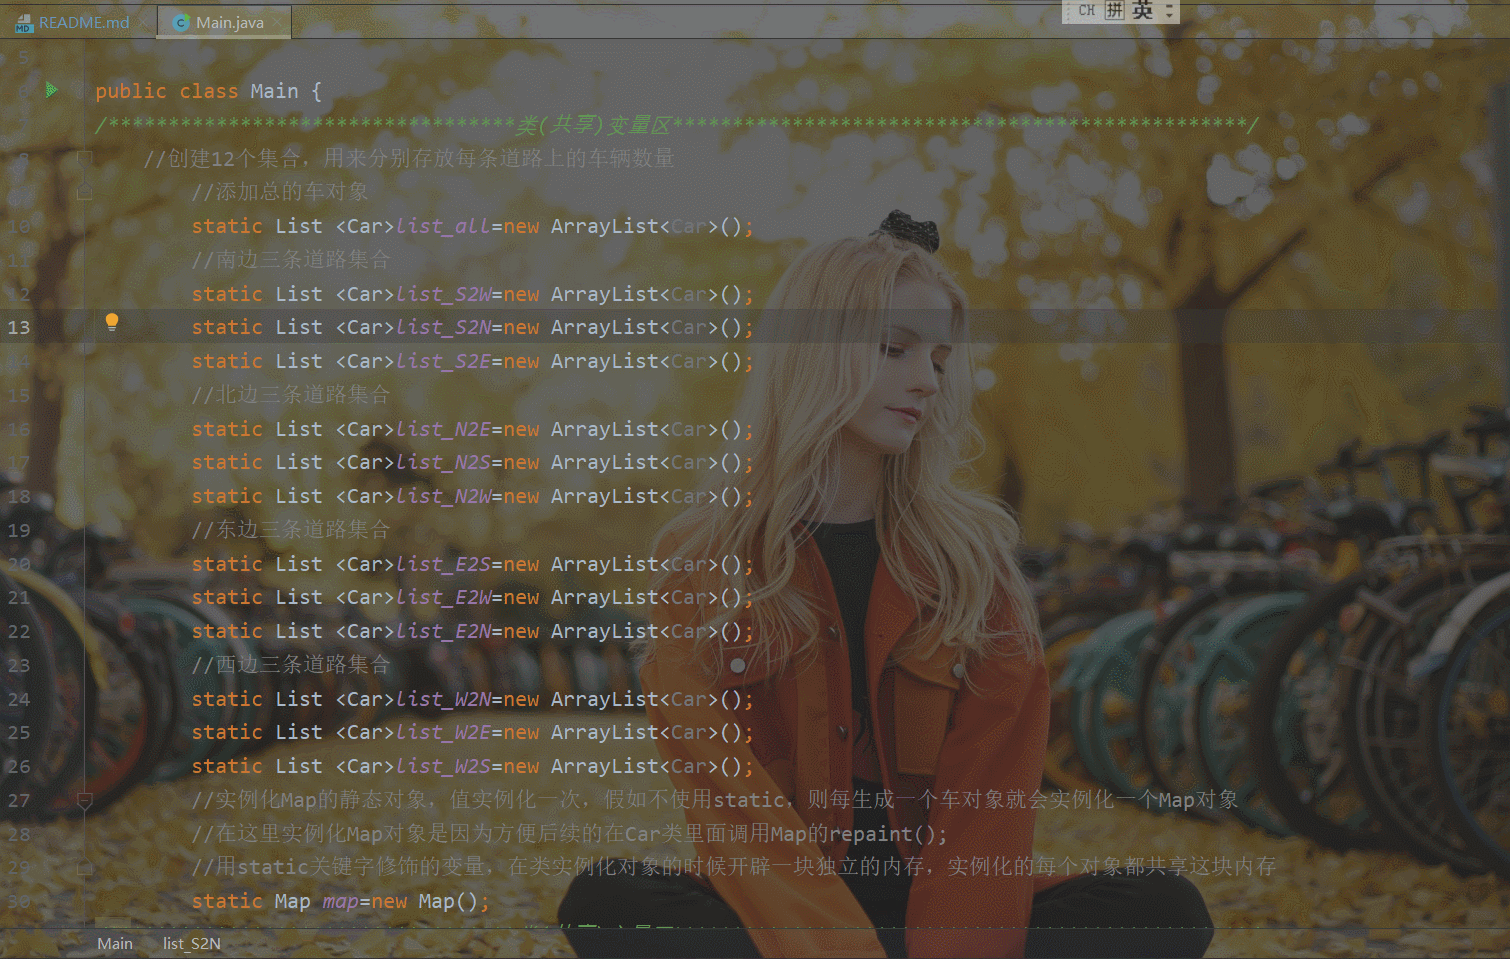 README.md
Main.java
CH 拼 英
5
public class Main {
/**********************************类(共享)变量区************************************************/
8 //创建12个集合，用来分别存放每条道路上的车辆数量
//添加总的车对象
10 static List <Car>list_all=new ArrayList<Car>();
11 //南边三条道路集合
12 static List <Car>list_S2W=new ArrayList<Car>();
13 static List <Car>list_S2N=new ArrayList<Car>();
14 static List <Car>list_S2E=new ArrayList<Car>();
15 //北边三条道路集合
16 static List <Car>list_N2E=new ArrayList<Car>();
17 static List <Car>list_N2S=new ArrayList<Car>();
18 static List <Car>list_N2W=new ArrayList<Car>();
19 //东边三条道路集合
20 static List <Car>list_E2S=new ArrayList<Car>();
21 static List <Car>list_E2W=new ArrayList<Car>();
22 static List <Car>list_E2N=new ArrayList<Car>();
23 //西边三条道路集合
24 static List <Car>list_W2N=new ArrayList<Car>();
25 static List <Car>list_W2E=new ArrayList<Car>();
26 static List <Car>list_W2S=new ArrayList<Car>();
27 //实例化Map的静态对象，值实例化一次，假如不使用static，则每生成一个车对象就会实例化一个Map对象
28 //在这里实例化Map对象是因为方便后续的在Car类里面调用Map的repaint();
29 //用static关键字修饰的变量，在类实例化对象的时候开辟一块独立的内存，实例化的每个对象都共享这块内存
30 static Map map=new Map();
Main list_S2N